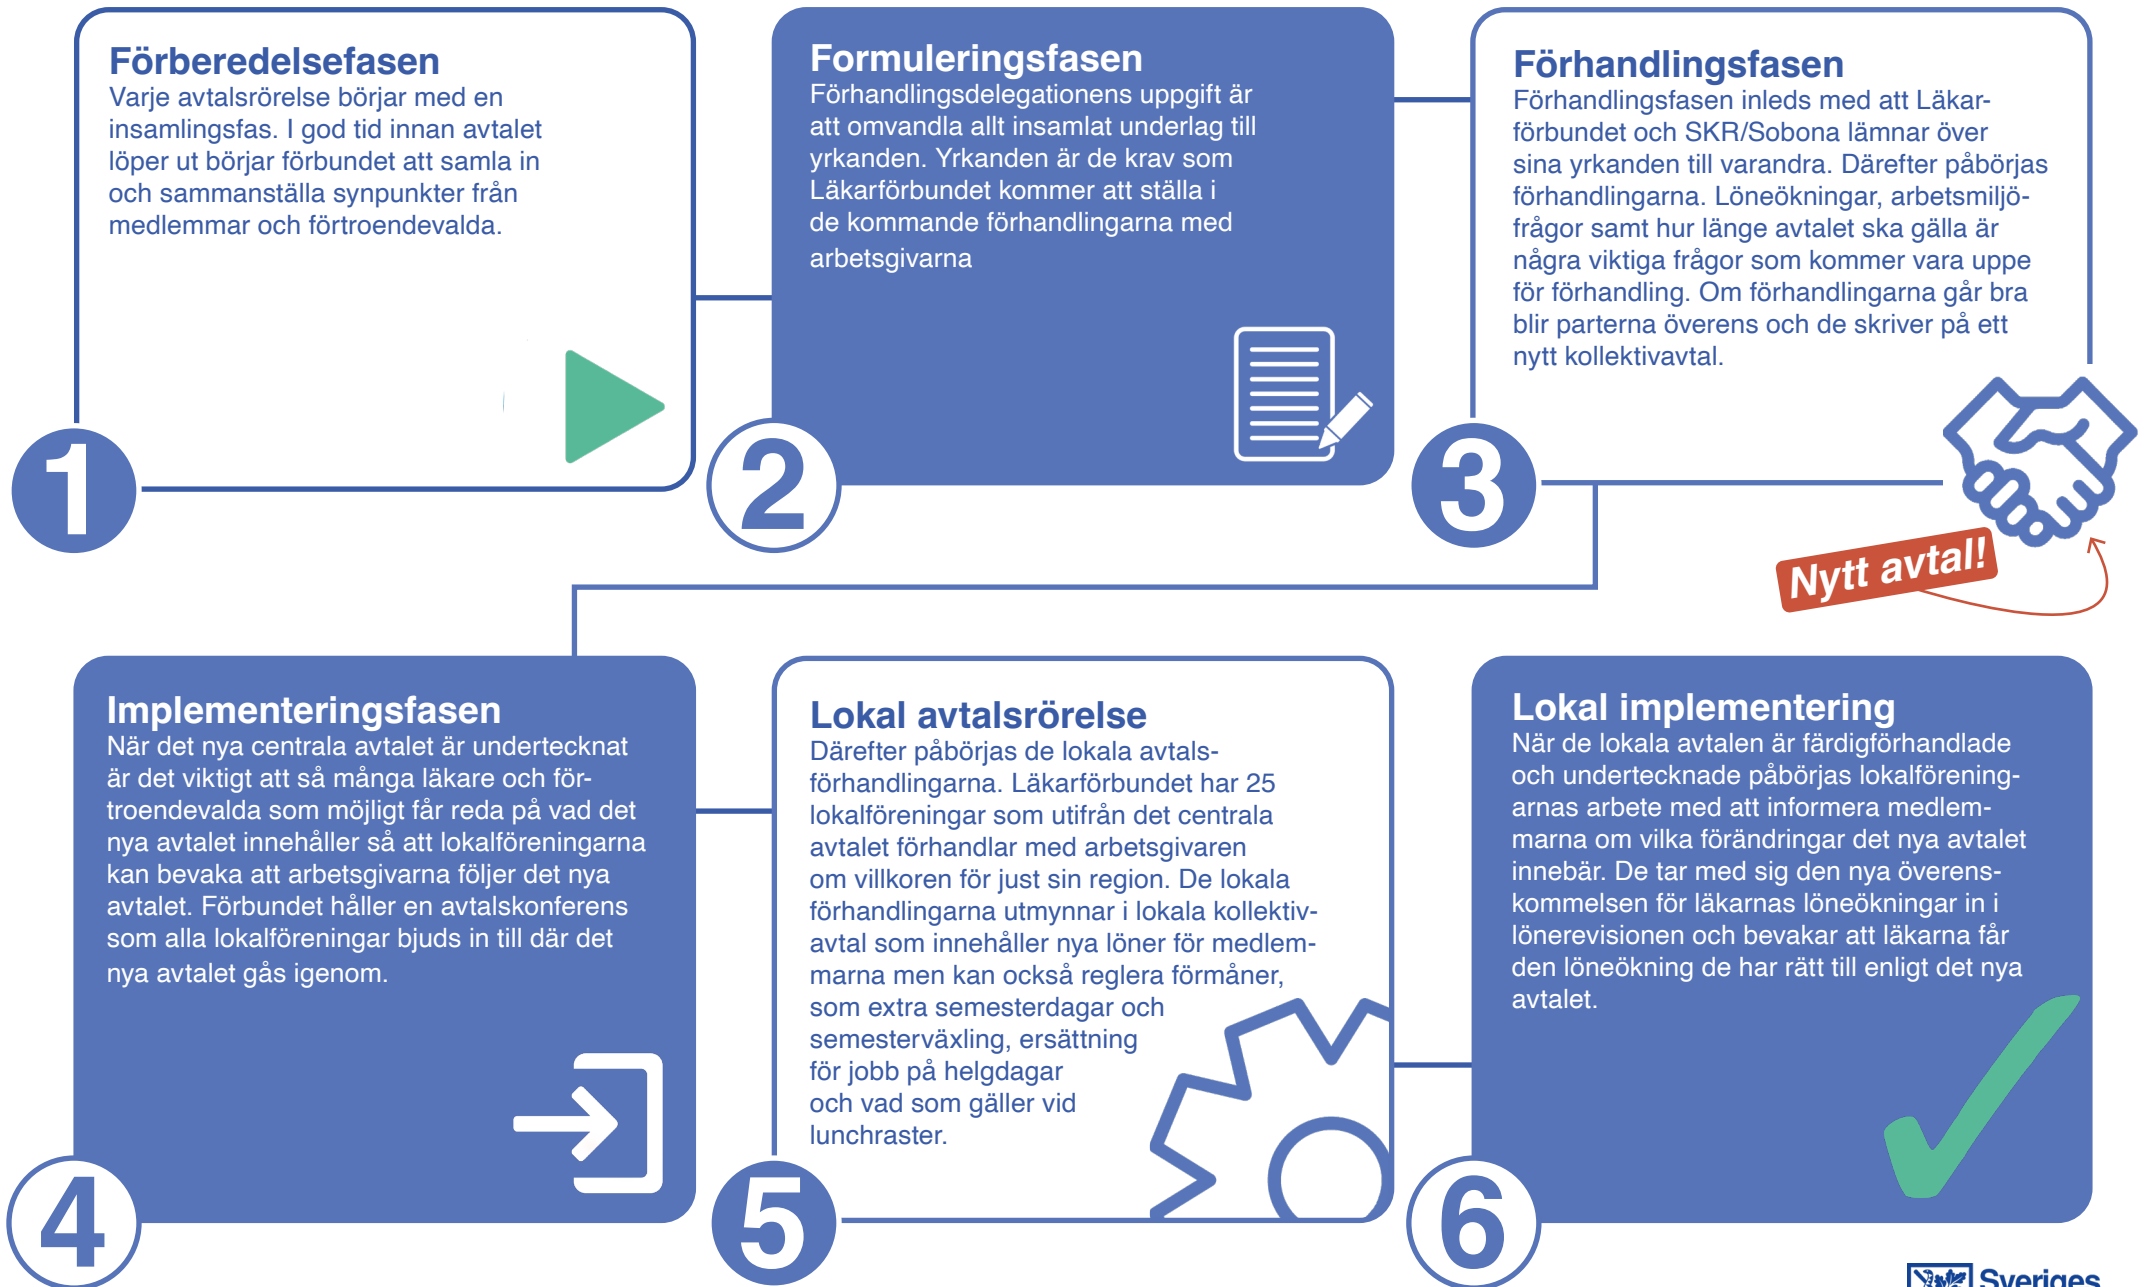 Förberedelsefasen
Varje avtalsrörelse börjar med en
insamlingsfas. I god tid innan avtalet
löper ut börjar förbundet att samla in
och sammanställa synpunkter från
medlemmar och förtroendevalda.
1
Formuleringsfasen
Förhandlingsdelegationens uppgift är
att omvandla allt insamlat underlag till
yrkanden. Yrkanden är de krav som
Läkarförbundet kommer att ställa i
de kommande förhandlingarna med
arbetsgivarna
2
Förhandlingsfasen
Förhandlingsfasen inleds med att Läkar-
förbundet och SKR/Sobona lämnar över
sina yrkanden till varandra. Därefter påbörjas
förhandlingarna. Löneökningar, arbetsmiljö-
frågor samt hur länge avtalet ska gälla är
några viktiga frågor som kommer vara uppe
för förhandling. Om förhandlingarna går bra
blir parterna överens och de skriver på ett
nytt kollektivavtal.
3
Nytt avtal!
Implementeringsfasen
När det nya centrala avtalet är undertecknat
är det viktigt att så många läkare och för-
troendevalda som möjligt får reda på vad det
nya avtalet innehåller så att lokalföreningarna
kan bevaka att arbetsgivarna följer det nya
avtalet. Förbundet håller en avtalskonferens
som alla lokalföreningar bjuds in till där det
nya avtalet gås igenom.
4
Lokal avtalsrörelse
Därefter påbörjas de lokala avtals-
förhandlingarna. Läkarförbundet har 25
lokalföreningar som utifrån det centrala
avtalet förhandlar med arbetsgivaren
om villkoren för just sin region. De lokala
förhandlingarna utmynnar i lokala kollektiv-
avtal som innehåller nya löner för medlem-
marna men kan också reglera förmåner,
som extra semesterdagar och
semesterväxling, ersättning
för jobb på helgdagar
och vad som gäller vid
lunchraster.
5
Lokal implementering
När de lokala avtalen är färdigförhandlade
och undertecknade påbörjas lokalförening-
arnas arbete med att informera medlem-
marna om vilka förändringar det nya avtalet
innebär. De tar med sig den nya överens-
kommelsen för läkarnas löneökningar in i
lönerevisionen och bevakar att läkarna får
den löneökning de har rätt till enligt det nya
avtalet.
6
Sveriges